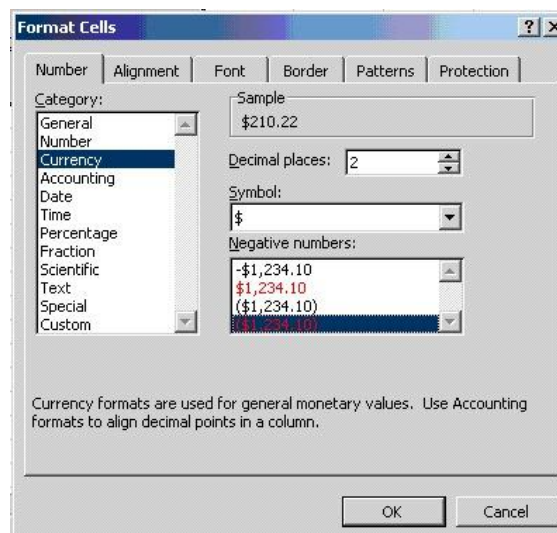 Format Cells
Number Alignment Font Border Patterns Protection
Category:
General
Number
Currency
Accounting
Date
Time
Percentage
Fraction
Scientific
Text
Special
Custom
Sample
$210.22
Decimal places: 2
Symbol:
$
Negative numbers:
-$1,234.10
$1,234.10
($1,234.10)
($1,234.10)
Currency formats are used for general monetary values. Use Accounting
formats to align decimal points in a column.
OK Cancel